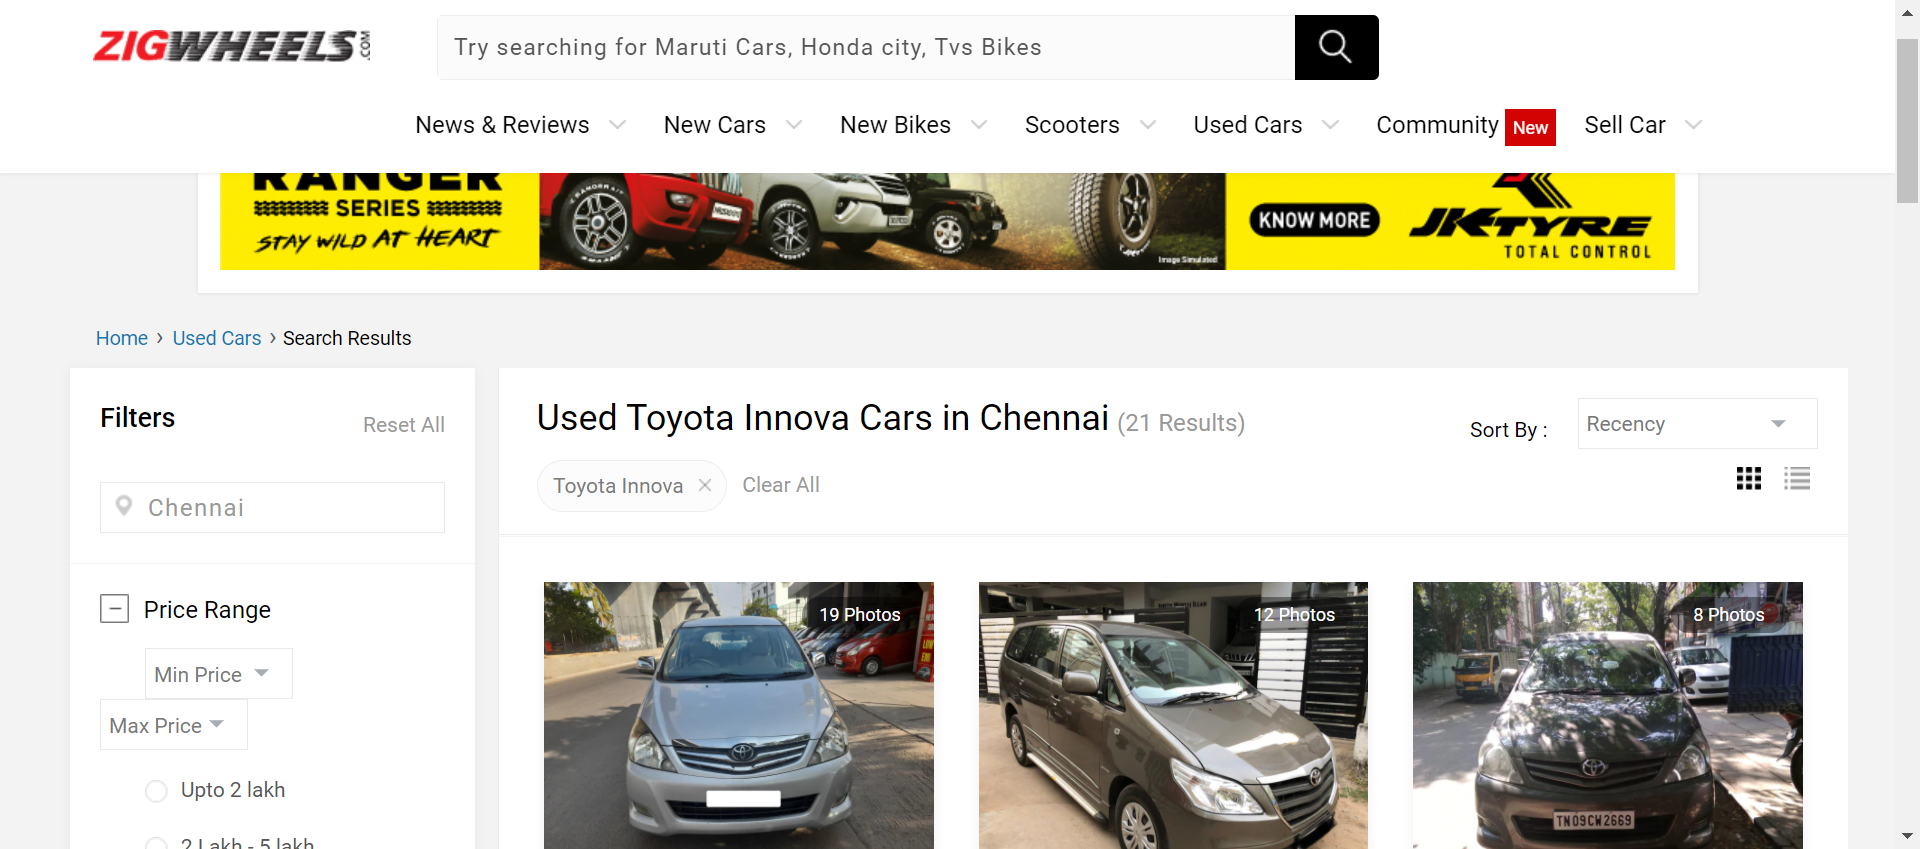 ZIGWHEELS.COM
Try searching for Maruti Cars, Honda city, Tvs Bikes
News & Reviews
New Cars
New Bikes
Scooters
Used Cars
Community New
Sell Car
RANGER
SERIES
STAY WILD AT HEART
Image Simulated
KNOW MORE
JK TYRE
TOTAL CONTROL
Home › Used Cars › Search Results
Filters
Reset All
Chennai
Price Range
Min Price
Max Price
Upto 2 lakh
2 Lakh - 5 lakh
Used Toyota Innova Cars in Chennai (21 Results)
Sort By :
Recency
Toyota Innova ×
Clear All
19 Photos
12 Photos
8 Photos
TN09CW2669